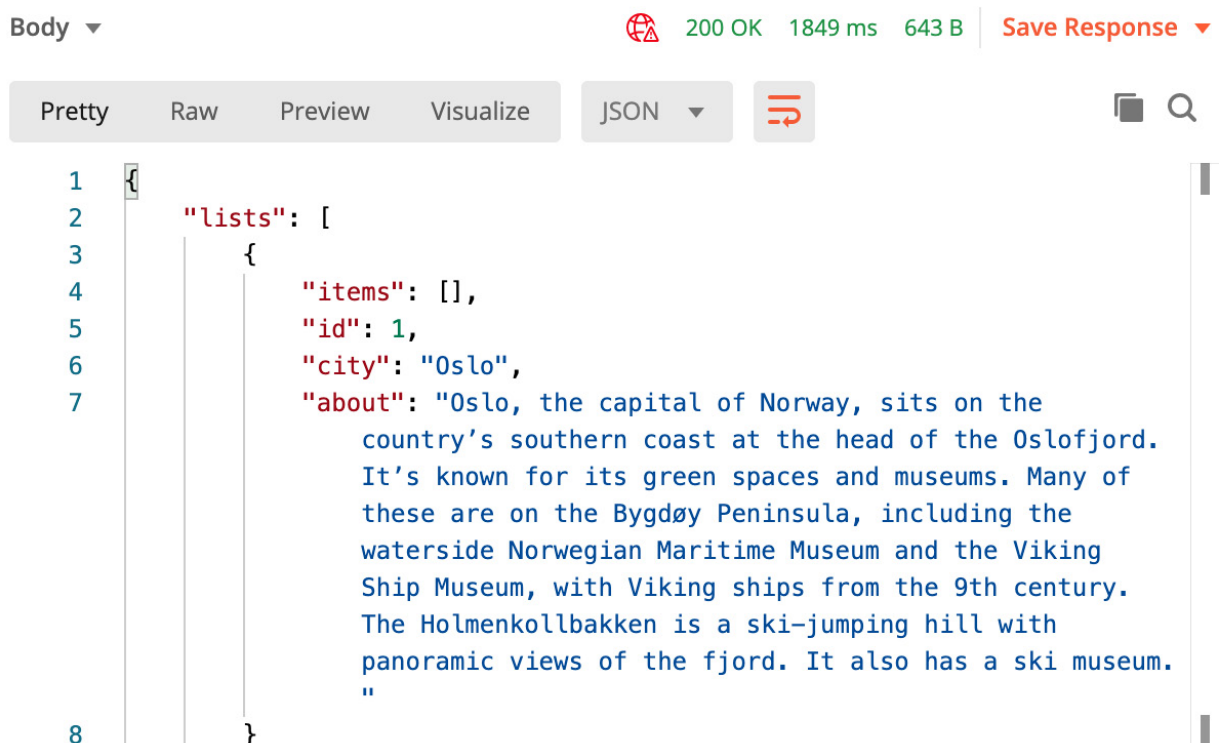 Body 200 OK 1849 ms 643 B Save Response
Pretty Raw Preview Visualize JSON
1 {
2 "lists": [
3 {
4 "items": [],
5 "id": 1,
6 "city": "Oslo",
7 "about": "Oslo, the capital of Norway, sits on the
country’s southern coast at the head of the Oslofjord.
It’s known for its green spaces and museums. Many of
these are on the Bygdøy Peninsula, including the
waterside Norwegian Maritime Museum and the Viking
Ship Museum, with Viking ships from the 9th century.
The Holmenkollbakken is a ski-jumping hill with
panoramic views of the fjord. It also has a ski museum.
"
8 }